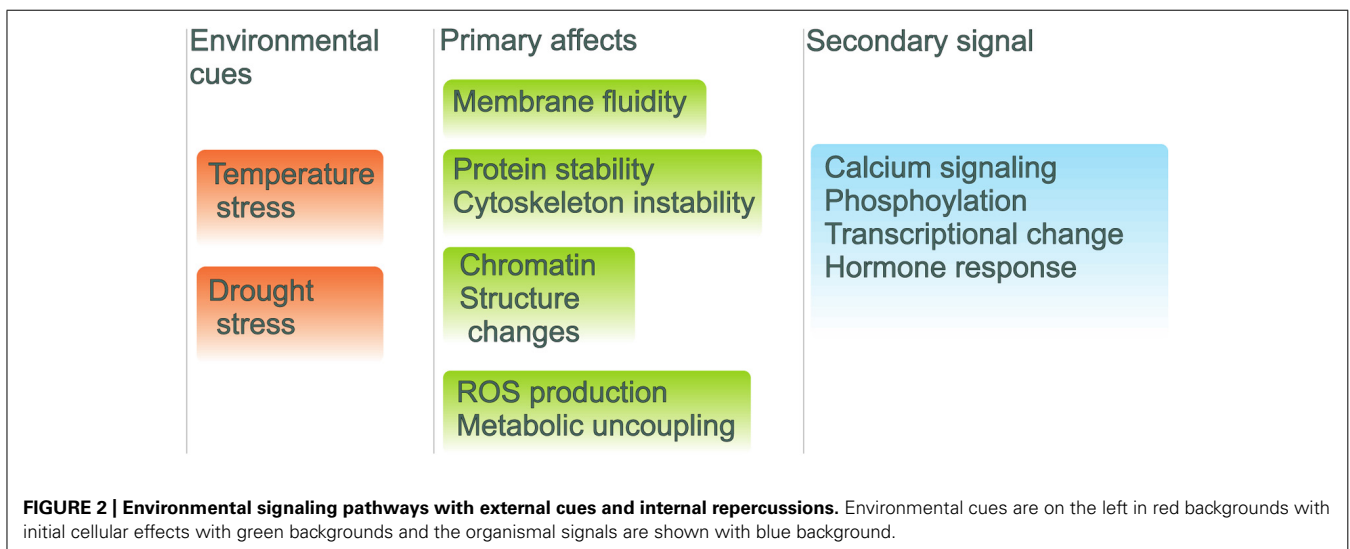 Environmental
cues
Temperature
stress
Drought
stress
Primary affects
Membrane fluidity
Protein stability
Cytoskeleton instability
Chromatin
Structure
changes
ROS production
Metabolic uncoupling
Secondary signal
Calcium signaling
Phosphoylation
Transcriptional change
Hormone response
FIGURE 2 | Environmental signaling pathways with external cues and internal repercussions. Environmental cues are on the left in red backgrounds with
initial cellular effects with green backgrounds and the organismal signals are shown with blue background.